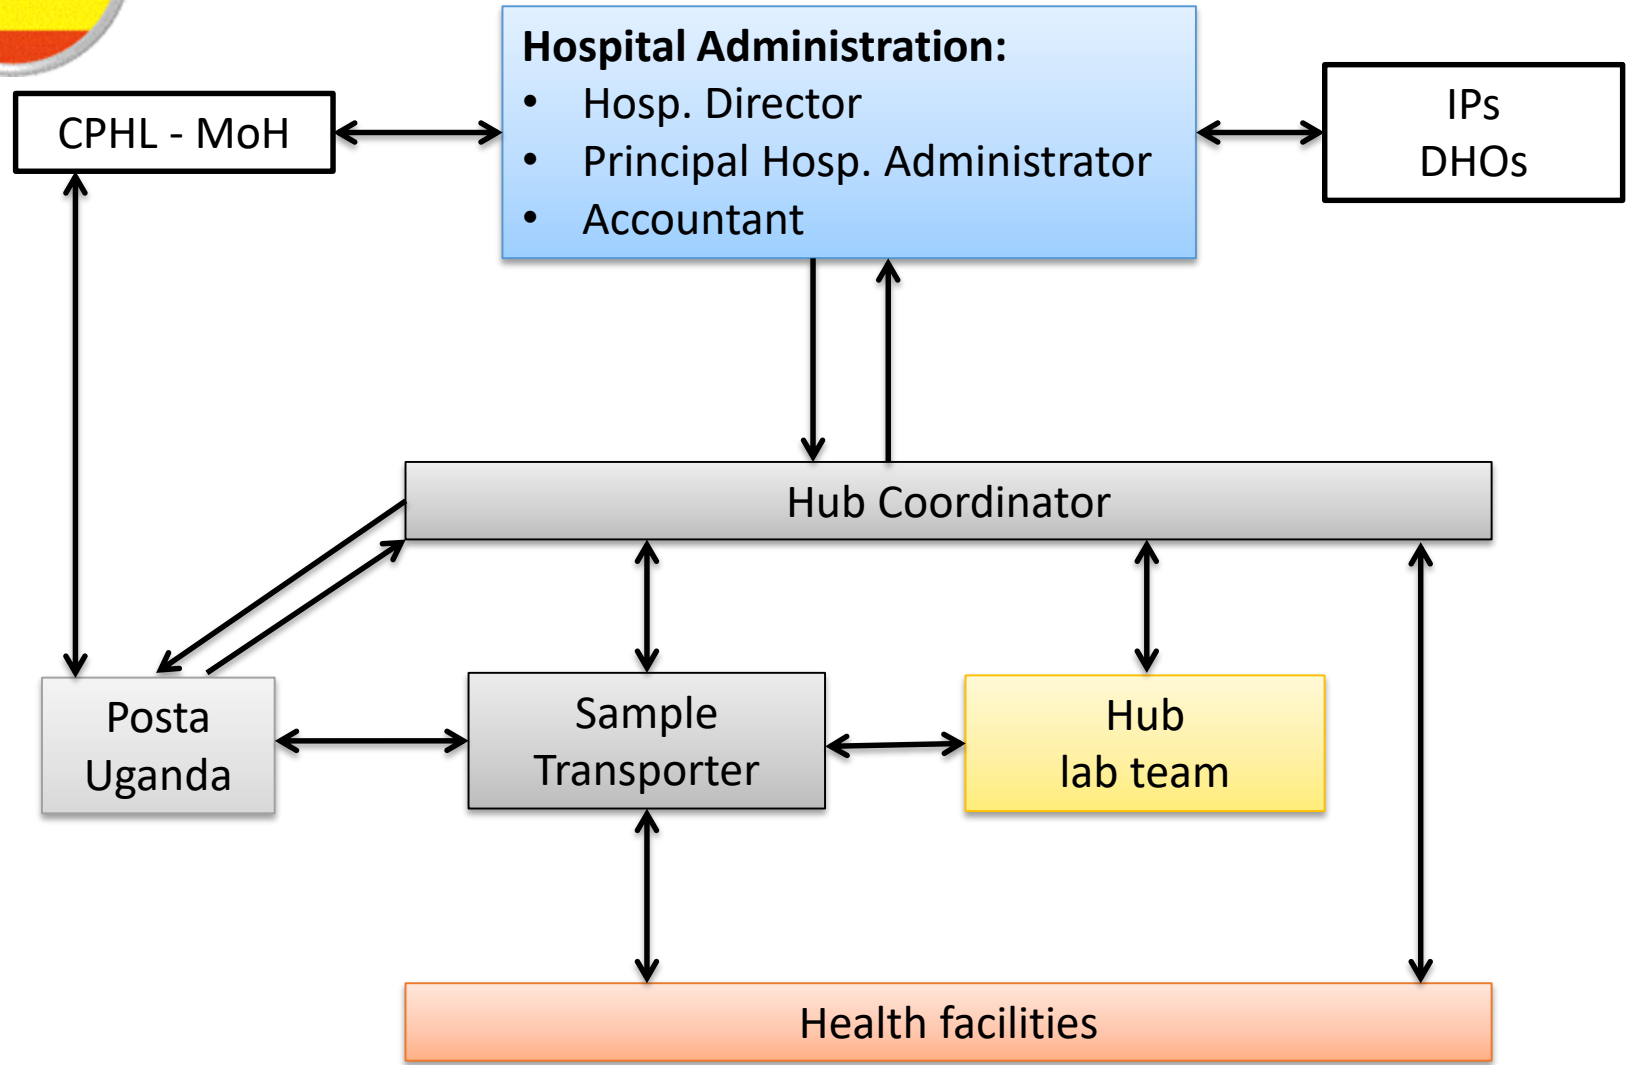 Hospital Administration:
• Hosp. Director
• Principal Hosp. Administrator
• Accountant
CPHL - MoH
IPs
DHOs
Hub Coordinator
Posta
Uganda
Sample
Transporter
Hub
lab team
Health facilities